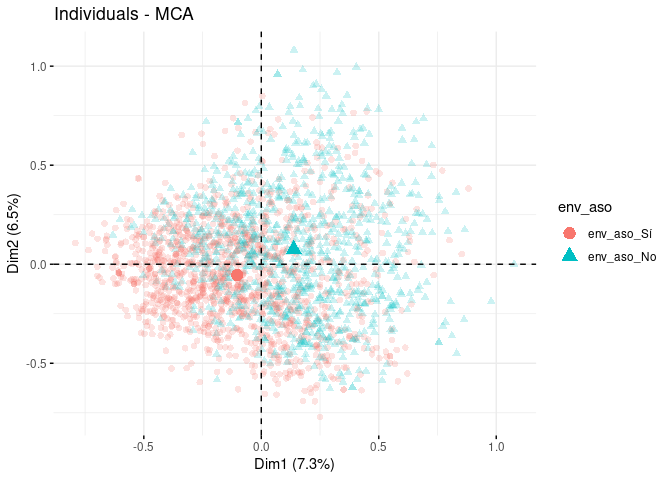 Individuals - MCA
1.0
0.5
0.0
-0.5
Dim2 (6.5%)
-0.5
0.0
0.5
1.0
Dim1 (7.3%)
env_aso
env_aso_Sí
env_aso_No